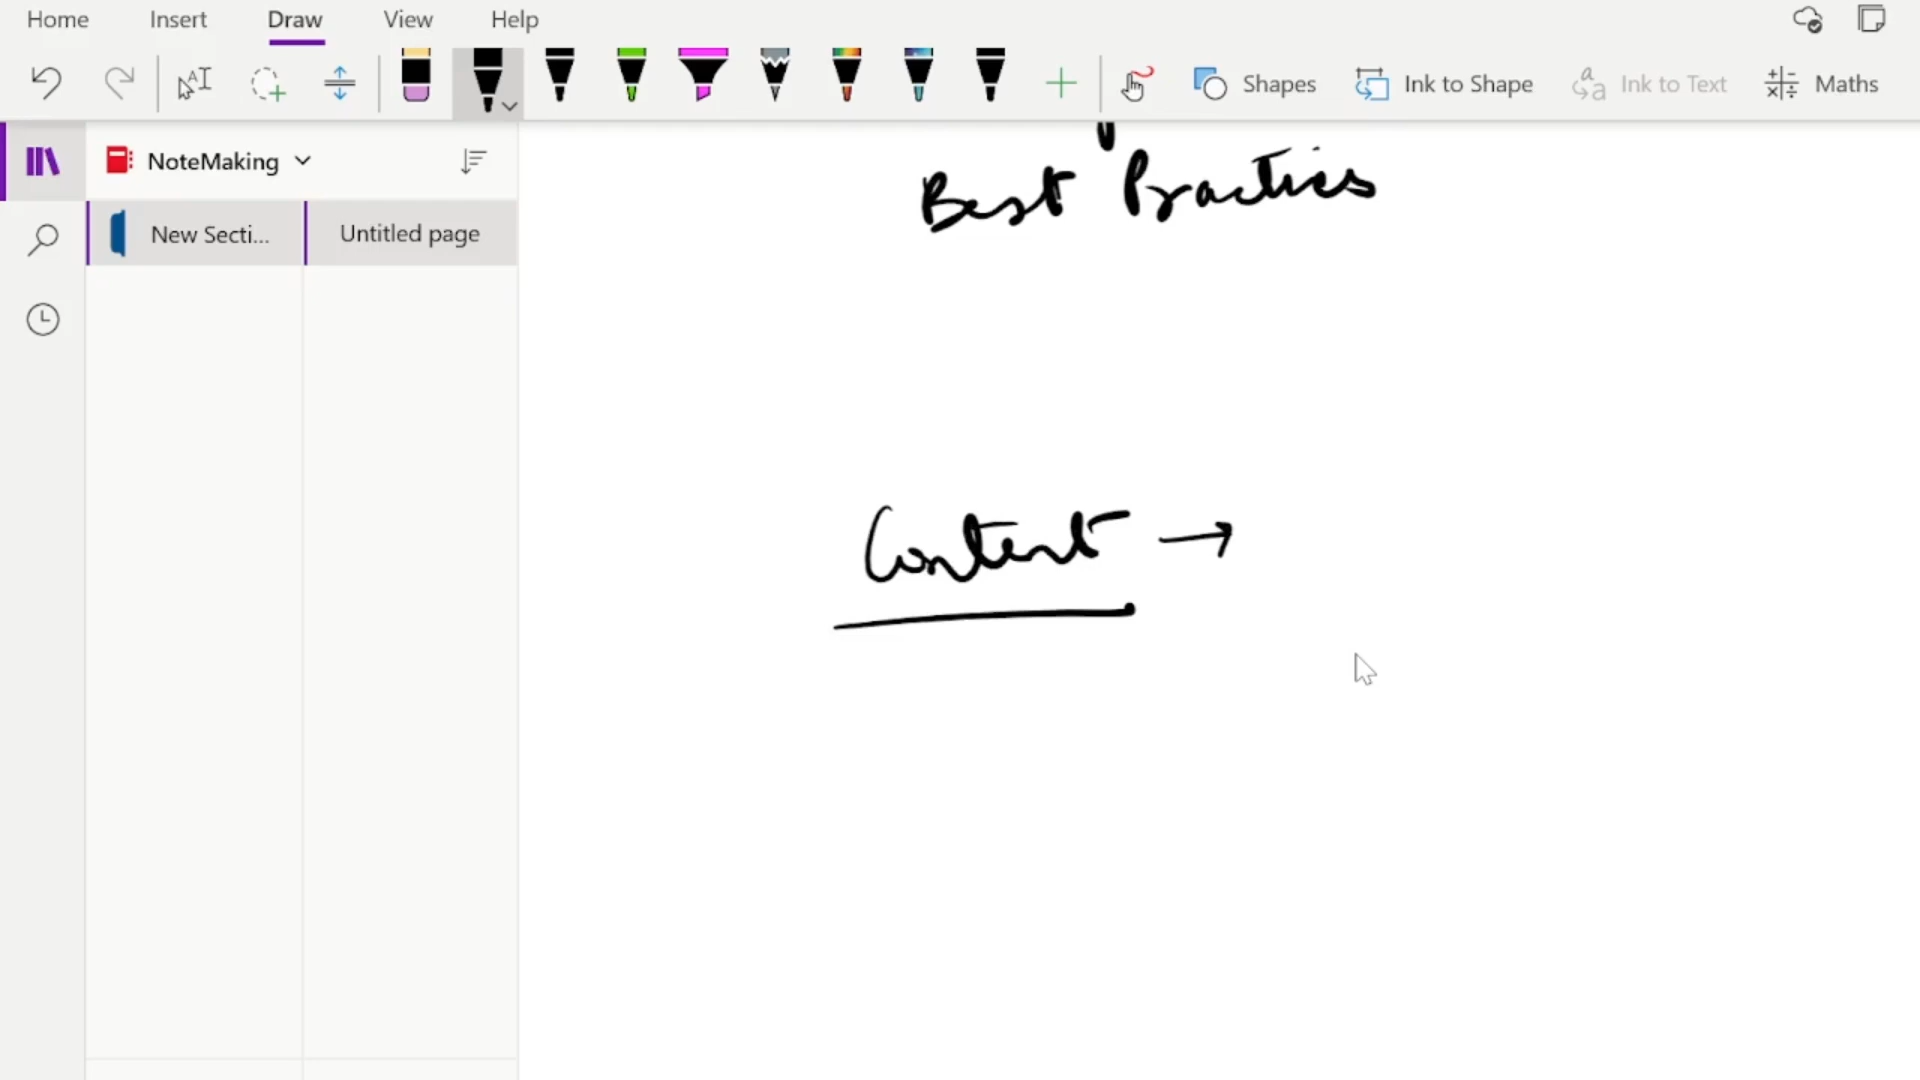 Home Insert Draw View Help
Shapes Ink to Shape Ink to Text Maths
NoteMaking
New Secti... Untitled page
Best Practices
Content →